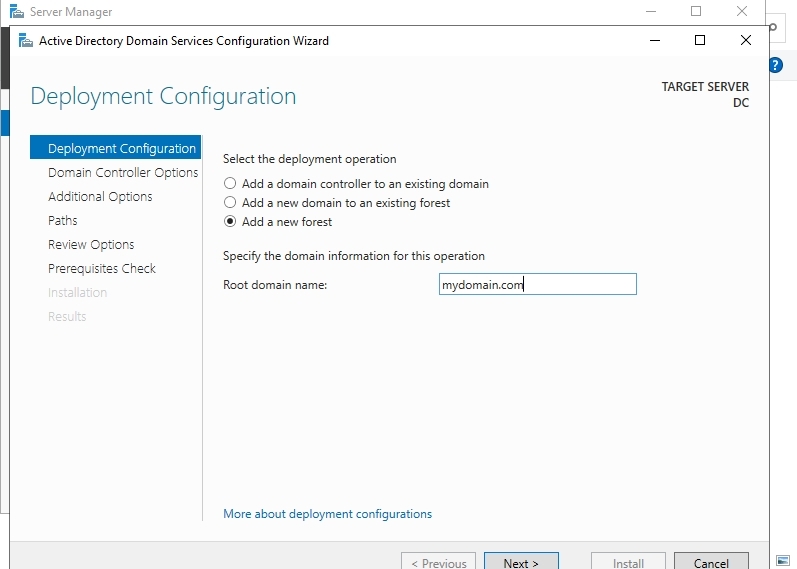 Server Manager
Active Directory Domain Services Configuration Wizard
Deployment Configuration
TARGET SERVER
DC
Deployment Configuration
Domain Controller Options
Additional Options
Paths
Review Options
Prerequisites Check
Installation
Results
Select the deployment operation
Add a domain controller to an existing domain
Add a new domain to an existing forest
Add a new forest
Specify the domain information for this operation
Root domain name: mydomain.com
More about deployment configurations
< Previous Next > Install Cancel